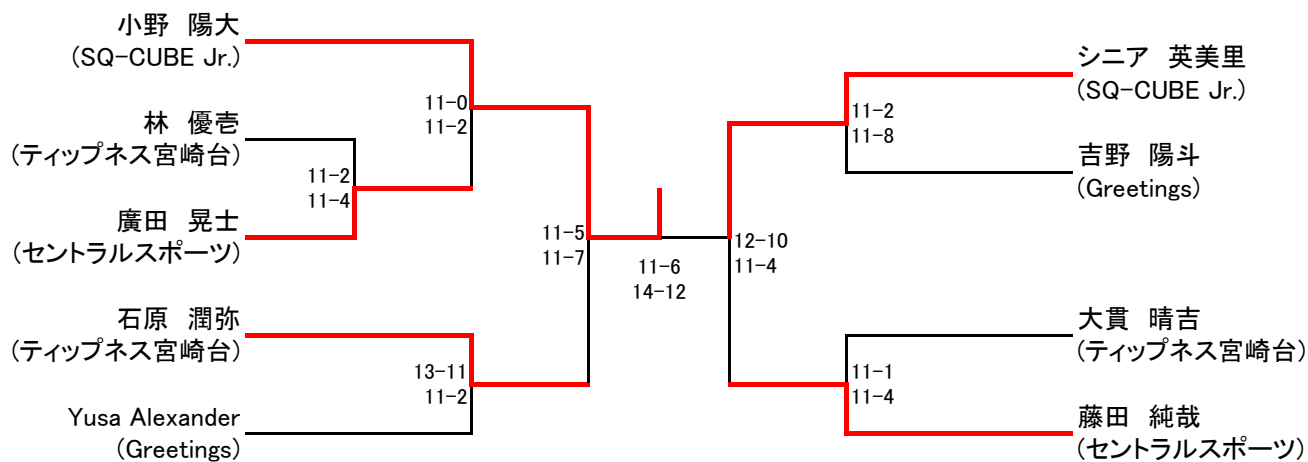 小野　陽大
(SQ-CUBE Jr.)
林　優壱
(ティップネス宮崎台)
廣田　晃士
(セントラルスポーツ)
石原　潤弥
(ティップネス宮崎台)
Yusa Alexander
(Greetings)
11-0
11-2
11-2
11-4
13-11
11-2
11-5
11-7
11-6
14-12
12-10
11-4
11-2
11-8
11-1
11-4
シニア　英美里
(SQ-CUBE Jr.)
吉野　陽斗
(Greetings)
大貫　晴吉
(ティップネス宮崎台)
藤田　純哉
(セントラルスポーツ)